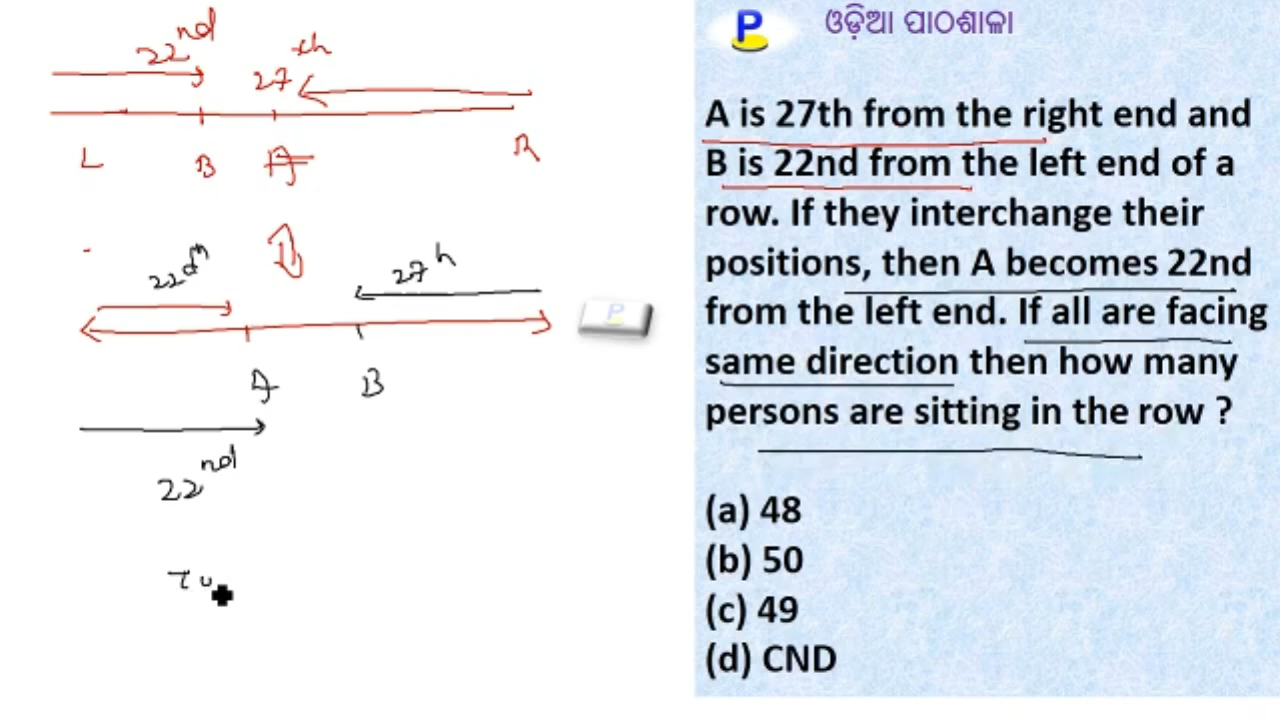 22nd
27th
L B A R
22nd
27th
A B
22nd
P
P ଓଡ଼ିଆ ପାଠଶାଳା
A is 27th from the right end and
B is 22nd from the left end of a
row. If they interchange their
positions, then A becomes 22nd
from the left end. If all are facing
same direction then how many
persons are sitting in the row ?
(a) 48
(b) 50
(c) 49
(d) CND